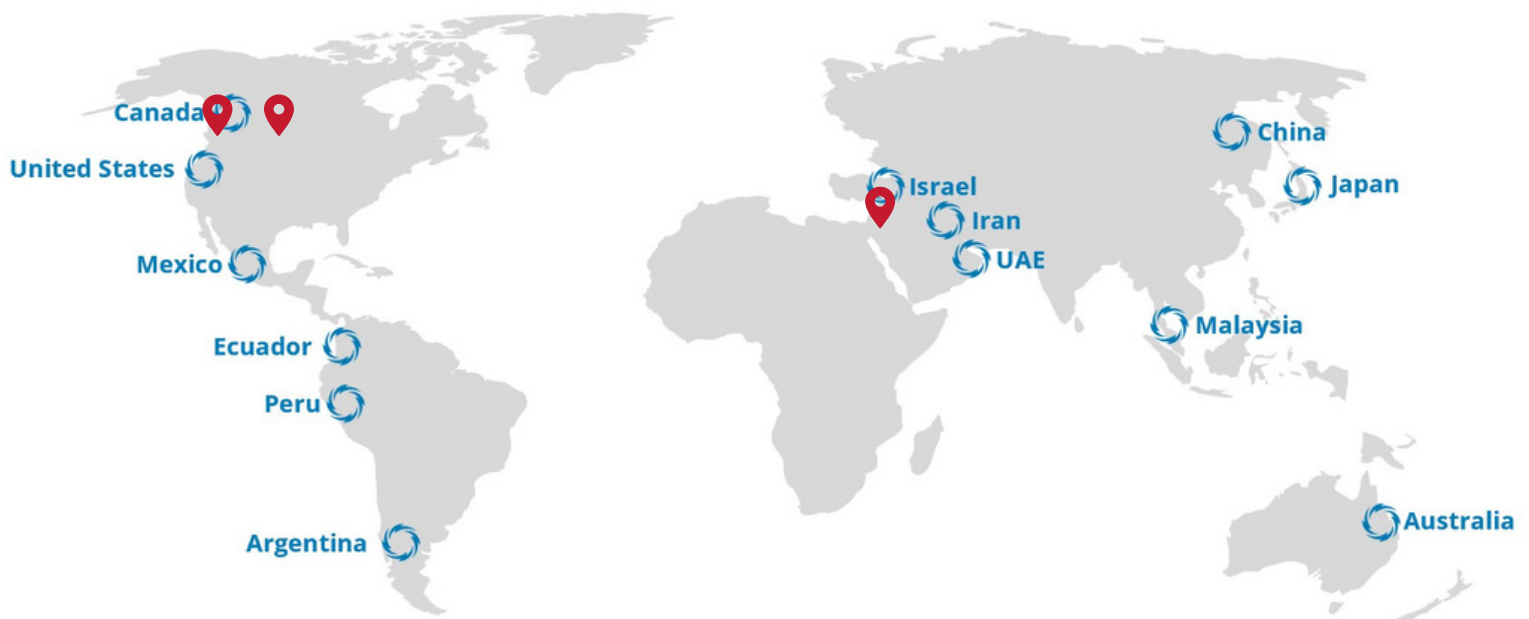 Canada
United States
Mexico
Ecuador
Peru
Argentina
Israel
Iran
UAE
China
Japan
Malaysia
Australia